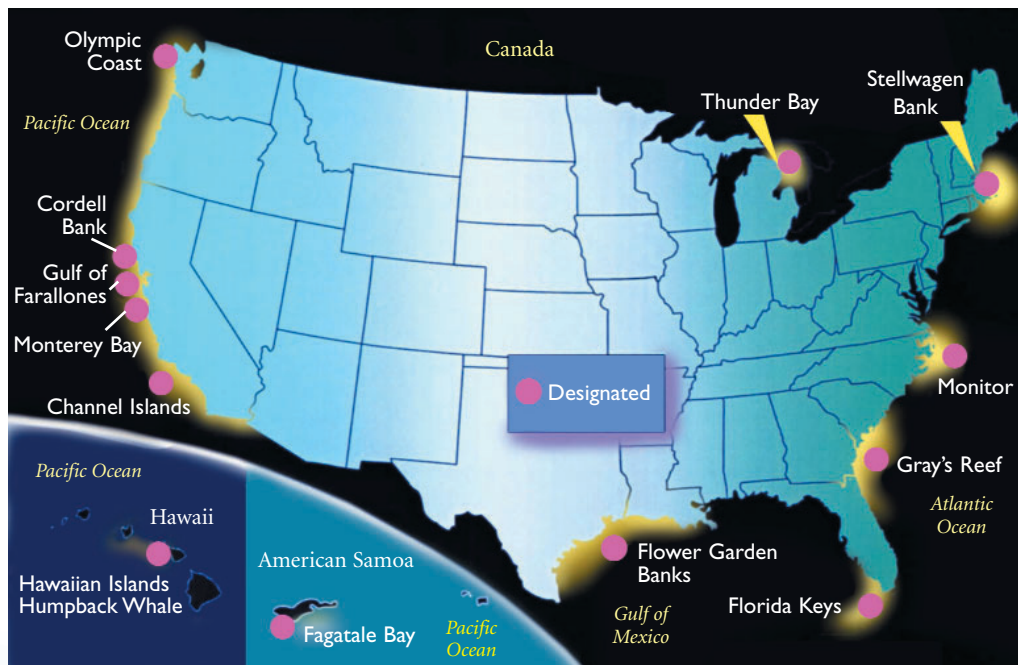 Olympic
Coast
Canada
Stellwagen
Bank
Thunder Bay
Pacific Ocean
Cordell
Bank
Gulf of
Farallones
Monterey Bay
Channel Islands
Designated
Monitor
Gray's Reef
Atlantic
Ocean
Pacific Ocean
Hawaii
Hawaiian Islands
Humpback Whale
American Samoa
Fagatale Bay
Pacific
Ocean
Flower Garden
Banks
Gulf of
Mexico
Florida Keys